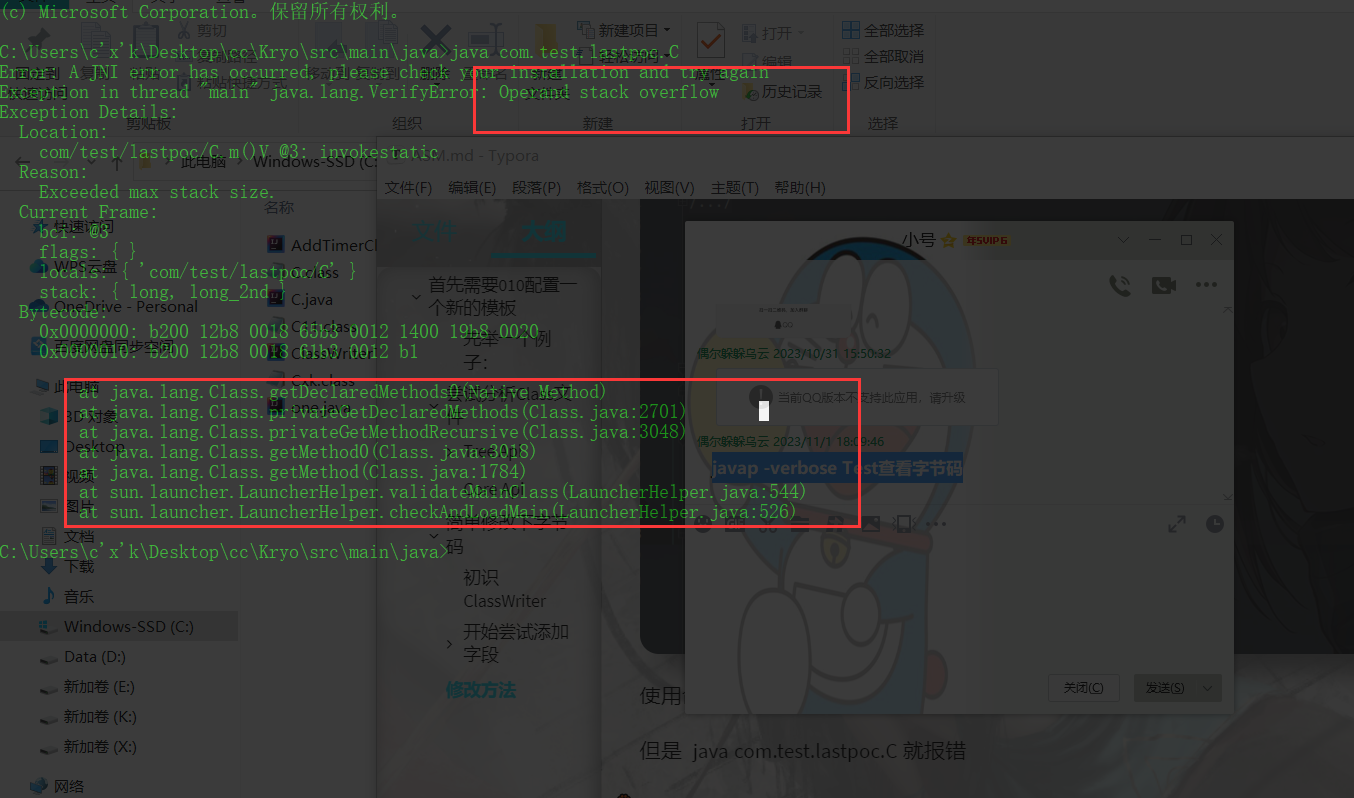 (c) Microsoft Corporation。保留所有权利。
C:\Users\c'x'k\Desktop\cc\Kryo\src\main\java>java com.test.lastpoc.C
Error: A JNI error has occurred, please check your installation and try again
Exception in thread "main" java.lang.VerifyError: Operand stack overflow
Exception Details:
  Location:
    com/test/lastpoc/C.m()V @3: invokestatic
  Reason:
    Exceeded max stack size.
  Current Frame:
    bci: @3
    flags: { }
    locals: { 'com/test/lastpoc/C' }
    stack: { long, long_2nd }
  Bytecode:
    0x0000000: b200 12b8 0018 65b3 0012 1400 19b8 0020
    0x0000010: b200 12b8 0018 61b3 0012 b1
        at java.lang.Class.getDeclaredMethods0(Native Method)
        at java.lang.Class.privateGetDeclaredMethods(Class.java:2701)
        at java.lang.Class.privateGetMethodRecursive(Class.java:3048)
        at java.lang.Class.getMethod0(Class.java:3018)
        at java.lang.Class.getMethod(Class.java:1784)
        at sun.launcher.LauncherHelper.validateMainClass(LauncherHelper.java:544)
        at sun.launcher.LauncherHelper.checkAndLoadMain(LauncherHelper.java:526)
C:\Users\c'x'k\Desktop\cc\Kryo\src\main\java>
剪切
新建项目
打开
编辑
历史记录
全部选择
全部取消
反向选择
剪贴板
组织
新建
打开
选择
此电脑
Windows-SSD (C:
名称
快速访问
WPS云盘
OneDrive - Personal
此电脑
3D 对象
Desktop
视频
图片
文档
下载
音乐
Windows-SSD (C:)
Data (D:)
新加卷 (E:)
新加卷 (K:)
新加卷 (X:)
网络
AddTimerCl
C.java
.md - Typora
文件(F)
编辑(E)
段落(P)
格式(O)
视图(V)
主题(T)
帮助(H)
大纲
首先需要010配置一
个新的模板
先举一个例
子：
简单修改下字节
码
初识
ClassWriter
开始尝试添加
字段
修改方法
小号
年SVIP6
偶尔躲躲乌云 2023/10/31 15:50:32
当前QQ版本不支持此应用，请升级
偶尔躲躲乌云 2023/11/1 18:09:46
javap -verbose Test查看字节码
关闭(C)
发送(S)
使用
但是 java com.test.lastpoc.C 就报错